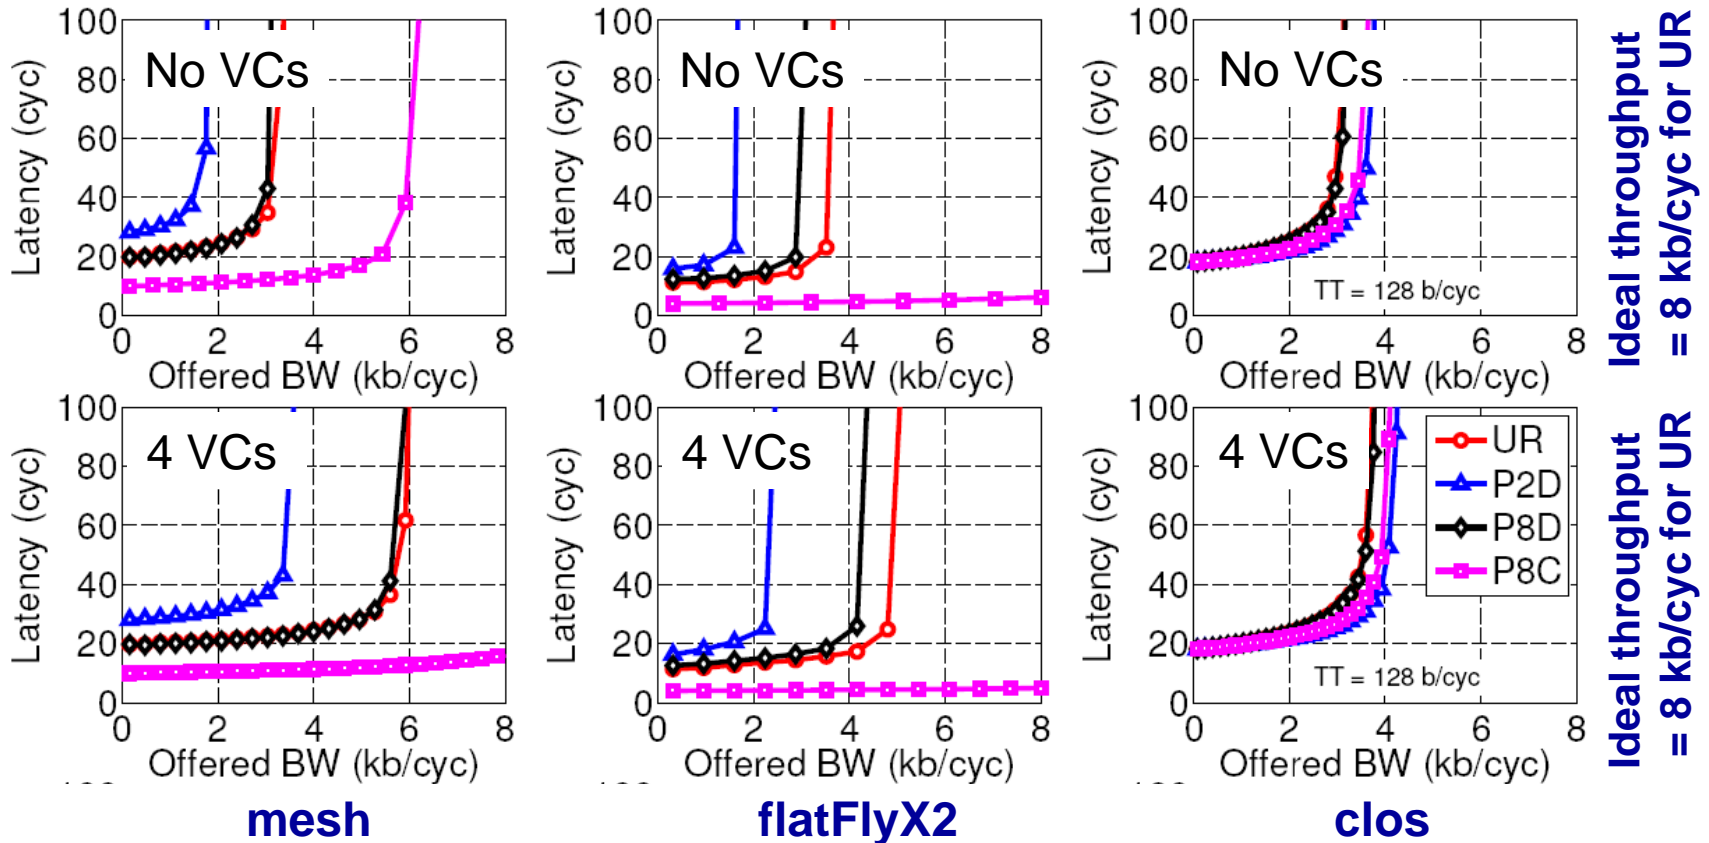 100
80
60
40
20
0
Latency (cyc)
No VCs
0 2 4 6 8
Offered BW (kb/cyc)
100
80
60
40
20
0
Latency (cyc)
No VCs
0 2 4 6 8
Offered BW (kb/cyc)
100
80
60
40
20
0
Latency (cyc)
No VCs
TT = 128 b/cyc
0 2 4 6 8
Offered BW (kb/cyc)
Ideal throughput
= 8 kb/cyc for UR
100
80
60
40
20
0
Latency (cyc)
4 VCs
0 2 4 6 8
Offered BW (kb/cyc)
100
80
60
40
20
0
Latency (cyc)
4 VCs
0 2 4 6 8
Offered BW (kb/cyc)
100
80
60
40
20
0
Latency (cyc)
4 VCs
UR
P2D
P8D
P8C
TT = 128 b/cyc
0 2 4 6 8
Offered BW (kb/cyc)
Ideal throughput
= 8 kb/cyc for UR
mesh
flatFlyX2
clos